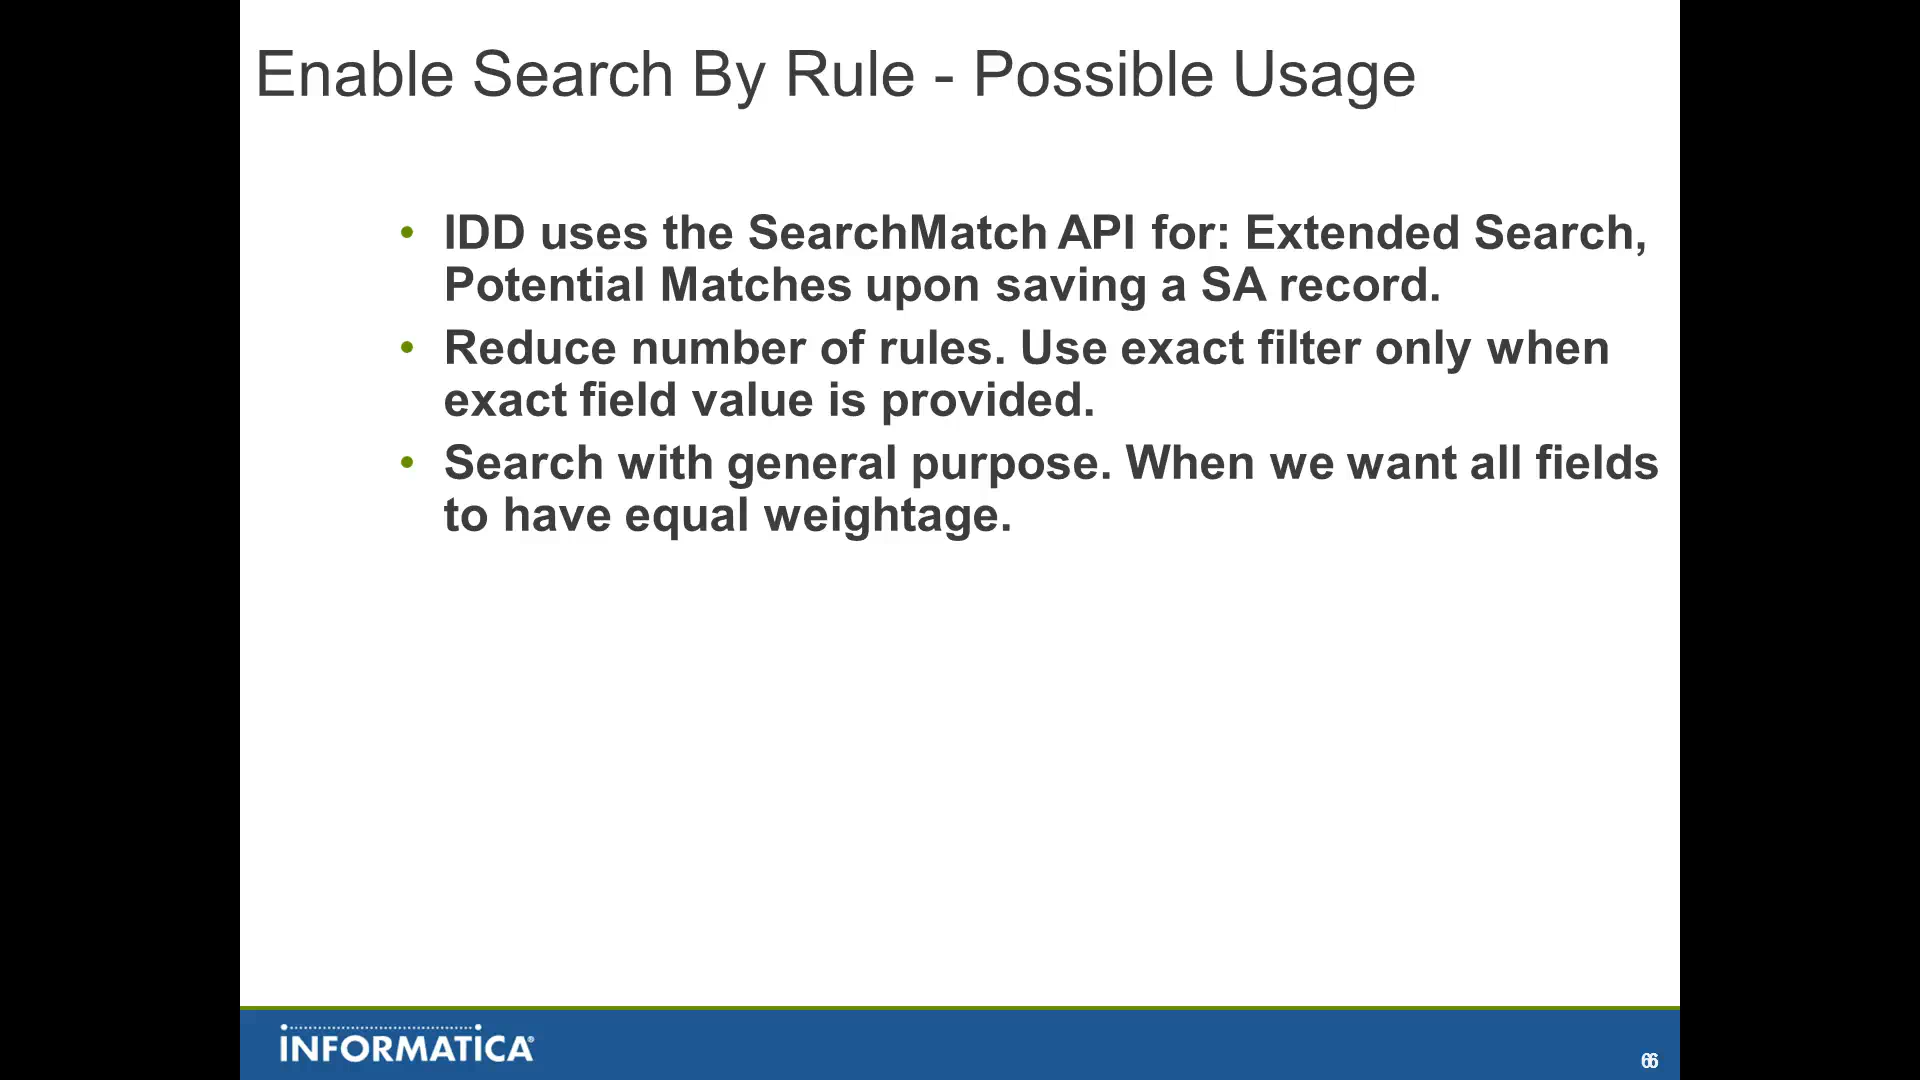 Enable Search By Rule - Possible Usage
• IDD uses the SearchMatch API for: Extended Search,
Potential Matches upon saving a SA record.
• Reduce number of rules. Use exact filter only when
exact field value is provided.
• Search with general purpose. When we want all fields
to have equal weightage.
INFORMATICA®
66